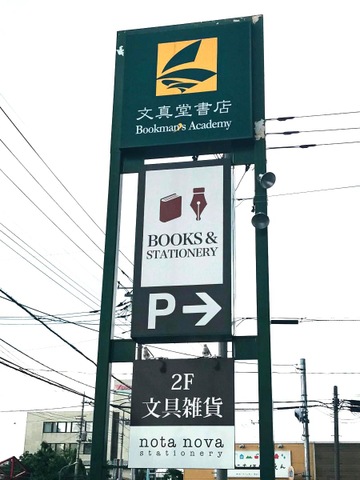 文真堂書店
Bookman's Academy
BOOKS &
STATIONERY
P→
2F
文具雑貨
nota nova
stationery